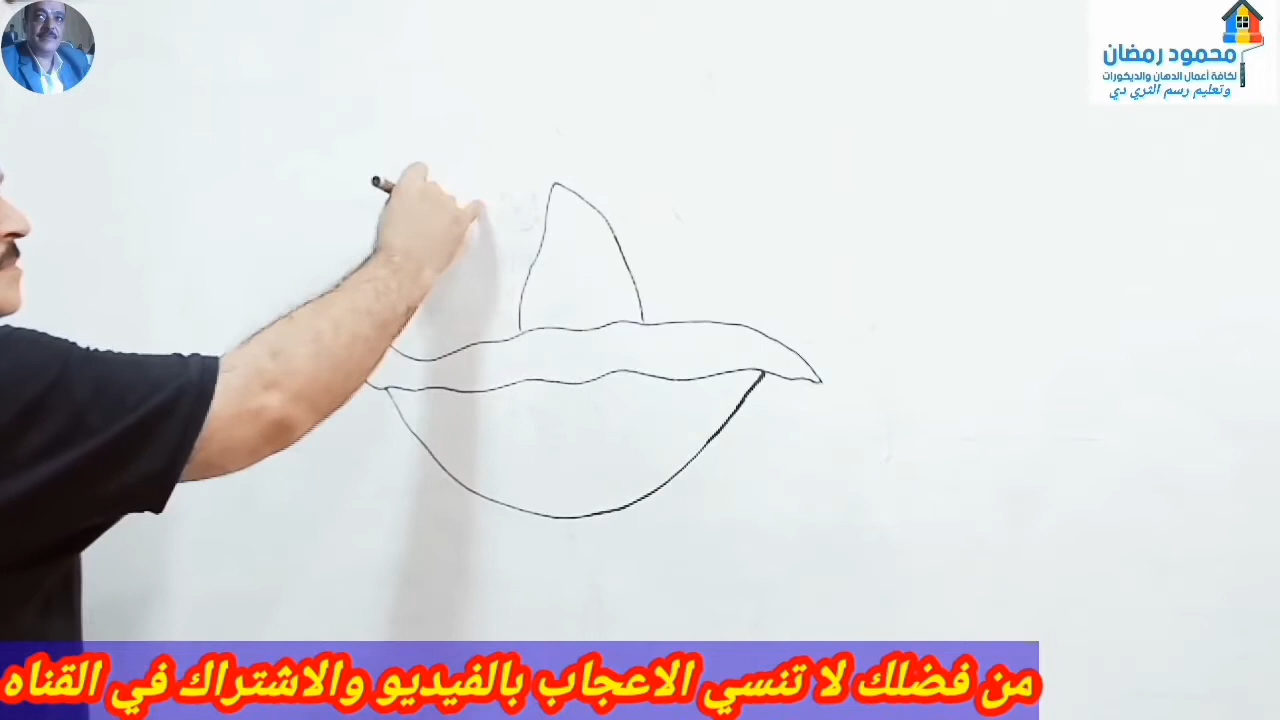 محمود رمضان
لكافة أعمال الدهان والديكورات
وتعليم رسم الثري دي
من فضلك لا تنسي الاعجاب بالفيديو والاشتراك في القناه